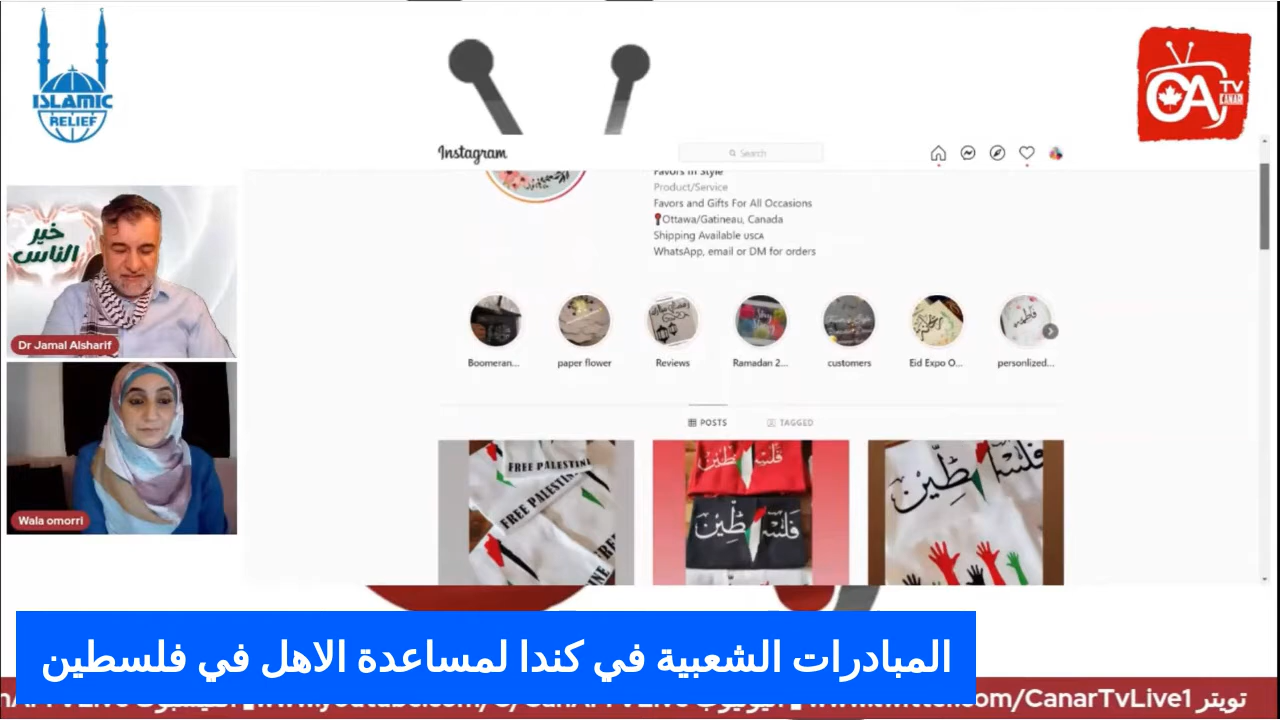 ISLAMIC
RELIEF
OA
TV
CANAR
Instagram
Search
Favors In Style
Product/Service
Favors and Gifts For All Occasions
Ottawa/Gatineau, Canada
Shipping Available USCA
WhatsApp, email or DM for orders
خير
الناس
Dr Jamal Alsharif
Wala omorri
Boomeran...
paper flower
Reviews
Ramadan 2...
customers
Eid Expo O...
personlized...
POSTS
TAGGED
FREE PALESTINE
FREE PALESTINE
FREE
فلسطين
فلسطين
فلسطين
المبادرات الشعبية في كندا لمساعدة الاهل في فلسطين
تويتر www.twitter.com/CanarTvLive1